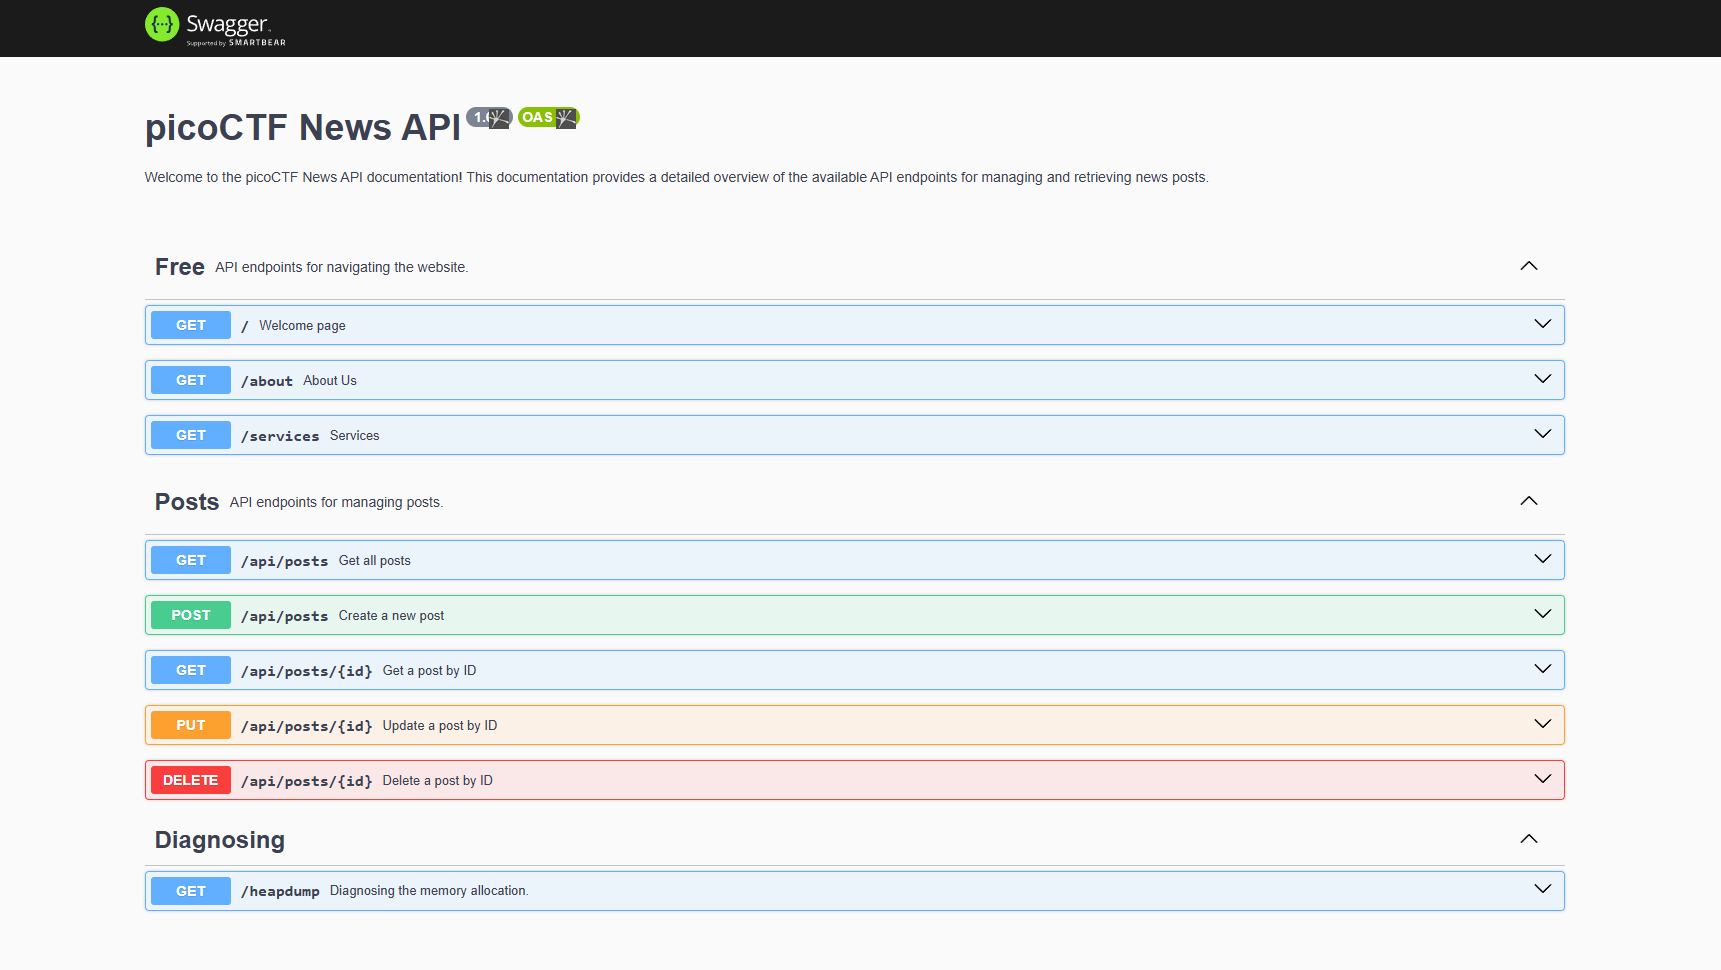 Swagger
Supported by SMARTBEAR
picoCTF News API
OAS
Welcome to the picoCTF News API documentation! This documentation provides a detailed overview of the available API endpoints for managing and retrieving news posts.
Free API endpoints for navigating the website.
GET / Welcome page
GET /about About Us
GET /services Services
Posts API endpoints for managing posts.
GET /api/posts Get all posts
POST /api/posts Create a new post
GET /api/posts/{id} Get a post by ID
PUT /api/posts/{id} Update a post by ID
DELETE /api/posts/{id} Delete a post by ID
Diagnosing
GET /heapdump Diagnosing the memory allocation.